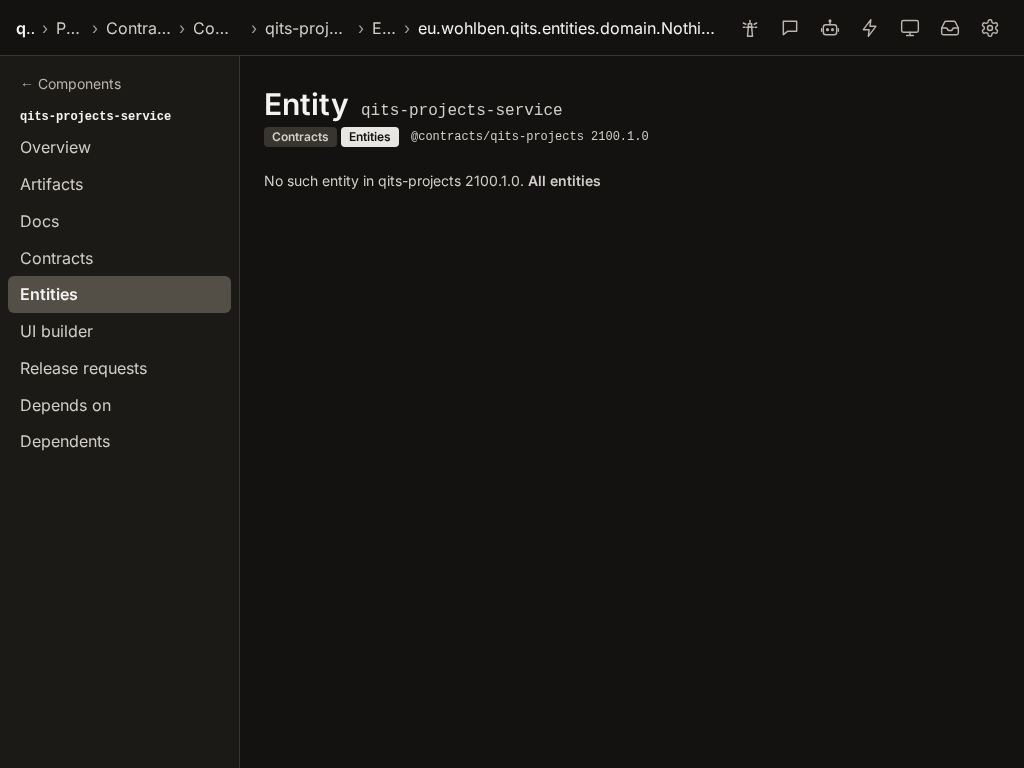 q.. › P... › Contra... › Co... › qits-proj... › E... › eu.wohlben.qits.entities.domain.Nothi...
← Components
qits-projects-service
Overview
Artifacts
Docs
Contracts
Entities
UI builder
Release requests
Depends on
Dependents
Entity qits-projects-service
Contracts Entities @contracts/qits-projects 2100.1.0
No such entity in qits-projects 2100.1.0. All entities